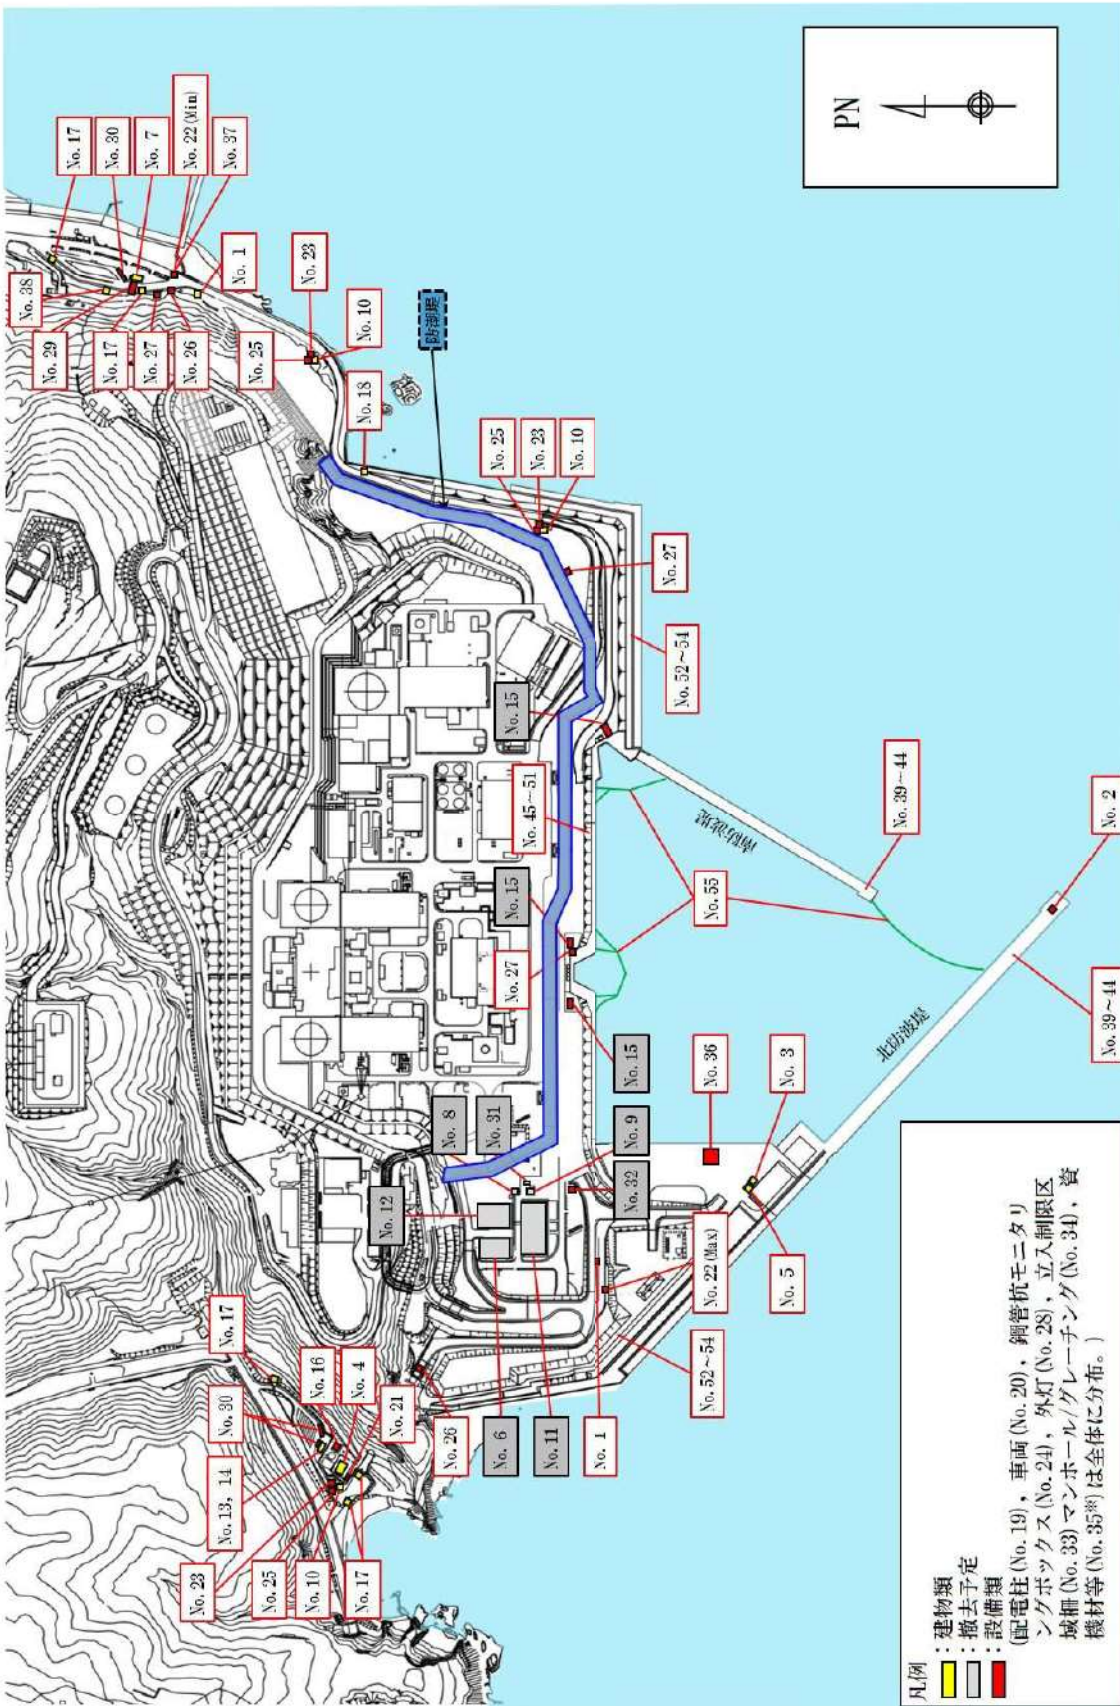 No. 17
No. 30
No. 7
No. 22 (Min)
No. 37
No. 38
No. 29
No. 17
No. 27
No. 26
No. 1
No. 25
No. 23
No. 10
No. 18
防潮堤
No. 25
No. 23
No. 10
No. 27
No. 52～54
No. 15
No. 45～51
No. 15
No. 27
No. 15
No. 55
南防波堤
No. 39～44
No. 2
北防波堤
No. 39～44
No. 8
No. 31
No. 9
No. 32
No. 12
No. 6
No. 11
No. 36
No. 3
No. 5
No. 22 (Max)
No. 1
No. 52～54
No. 26
No. 17
No. 16
No. 4
No. 21
No. 30
No. 13, 14
No. 23
No. 25
No. 10
No. 17
PN
凡例
：建物類
：撤去予定
：設備類
(配電柱(No. 19)，車両(No. 20)，鋼管杭モニタリ
ングボックス(No. 24)，外灯(No. 28)，立入制限区
域柵(No. 33)マンホール/グレーチング(No. 34)，資
機材等(No. 35※)は全体に分布。)